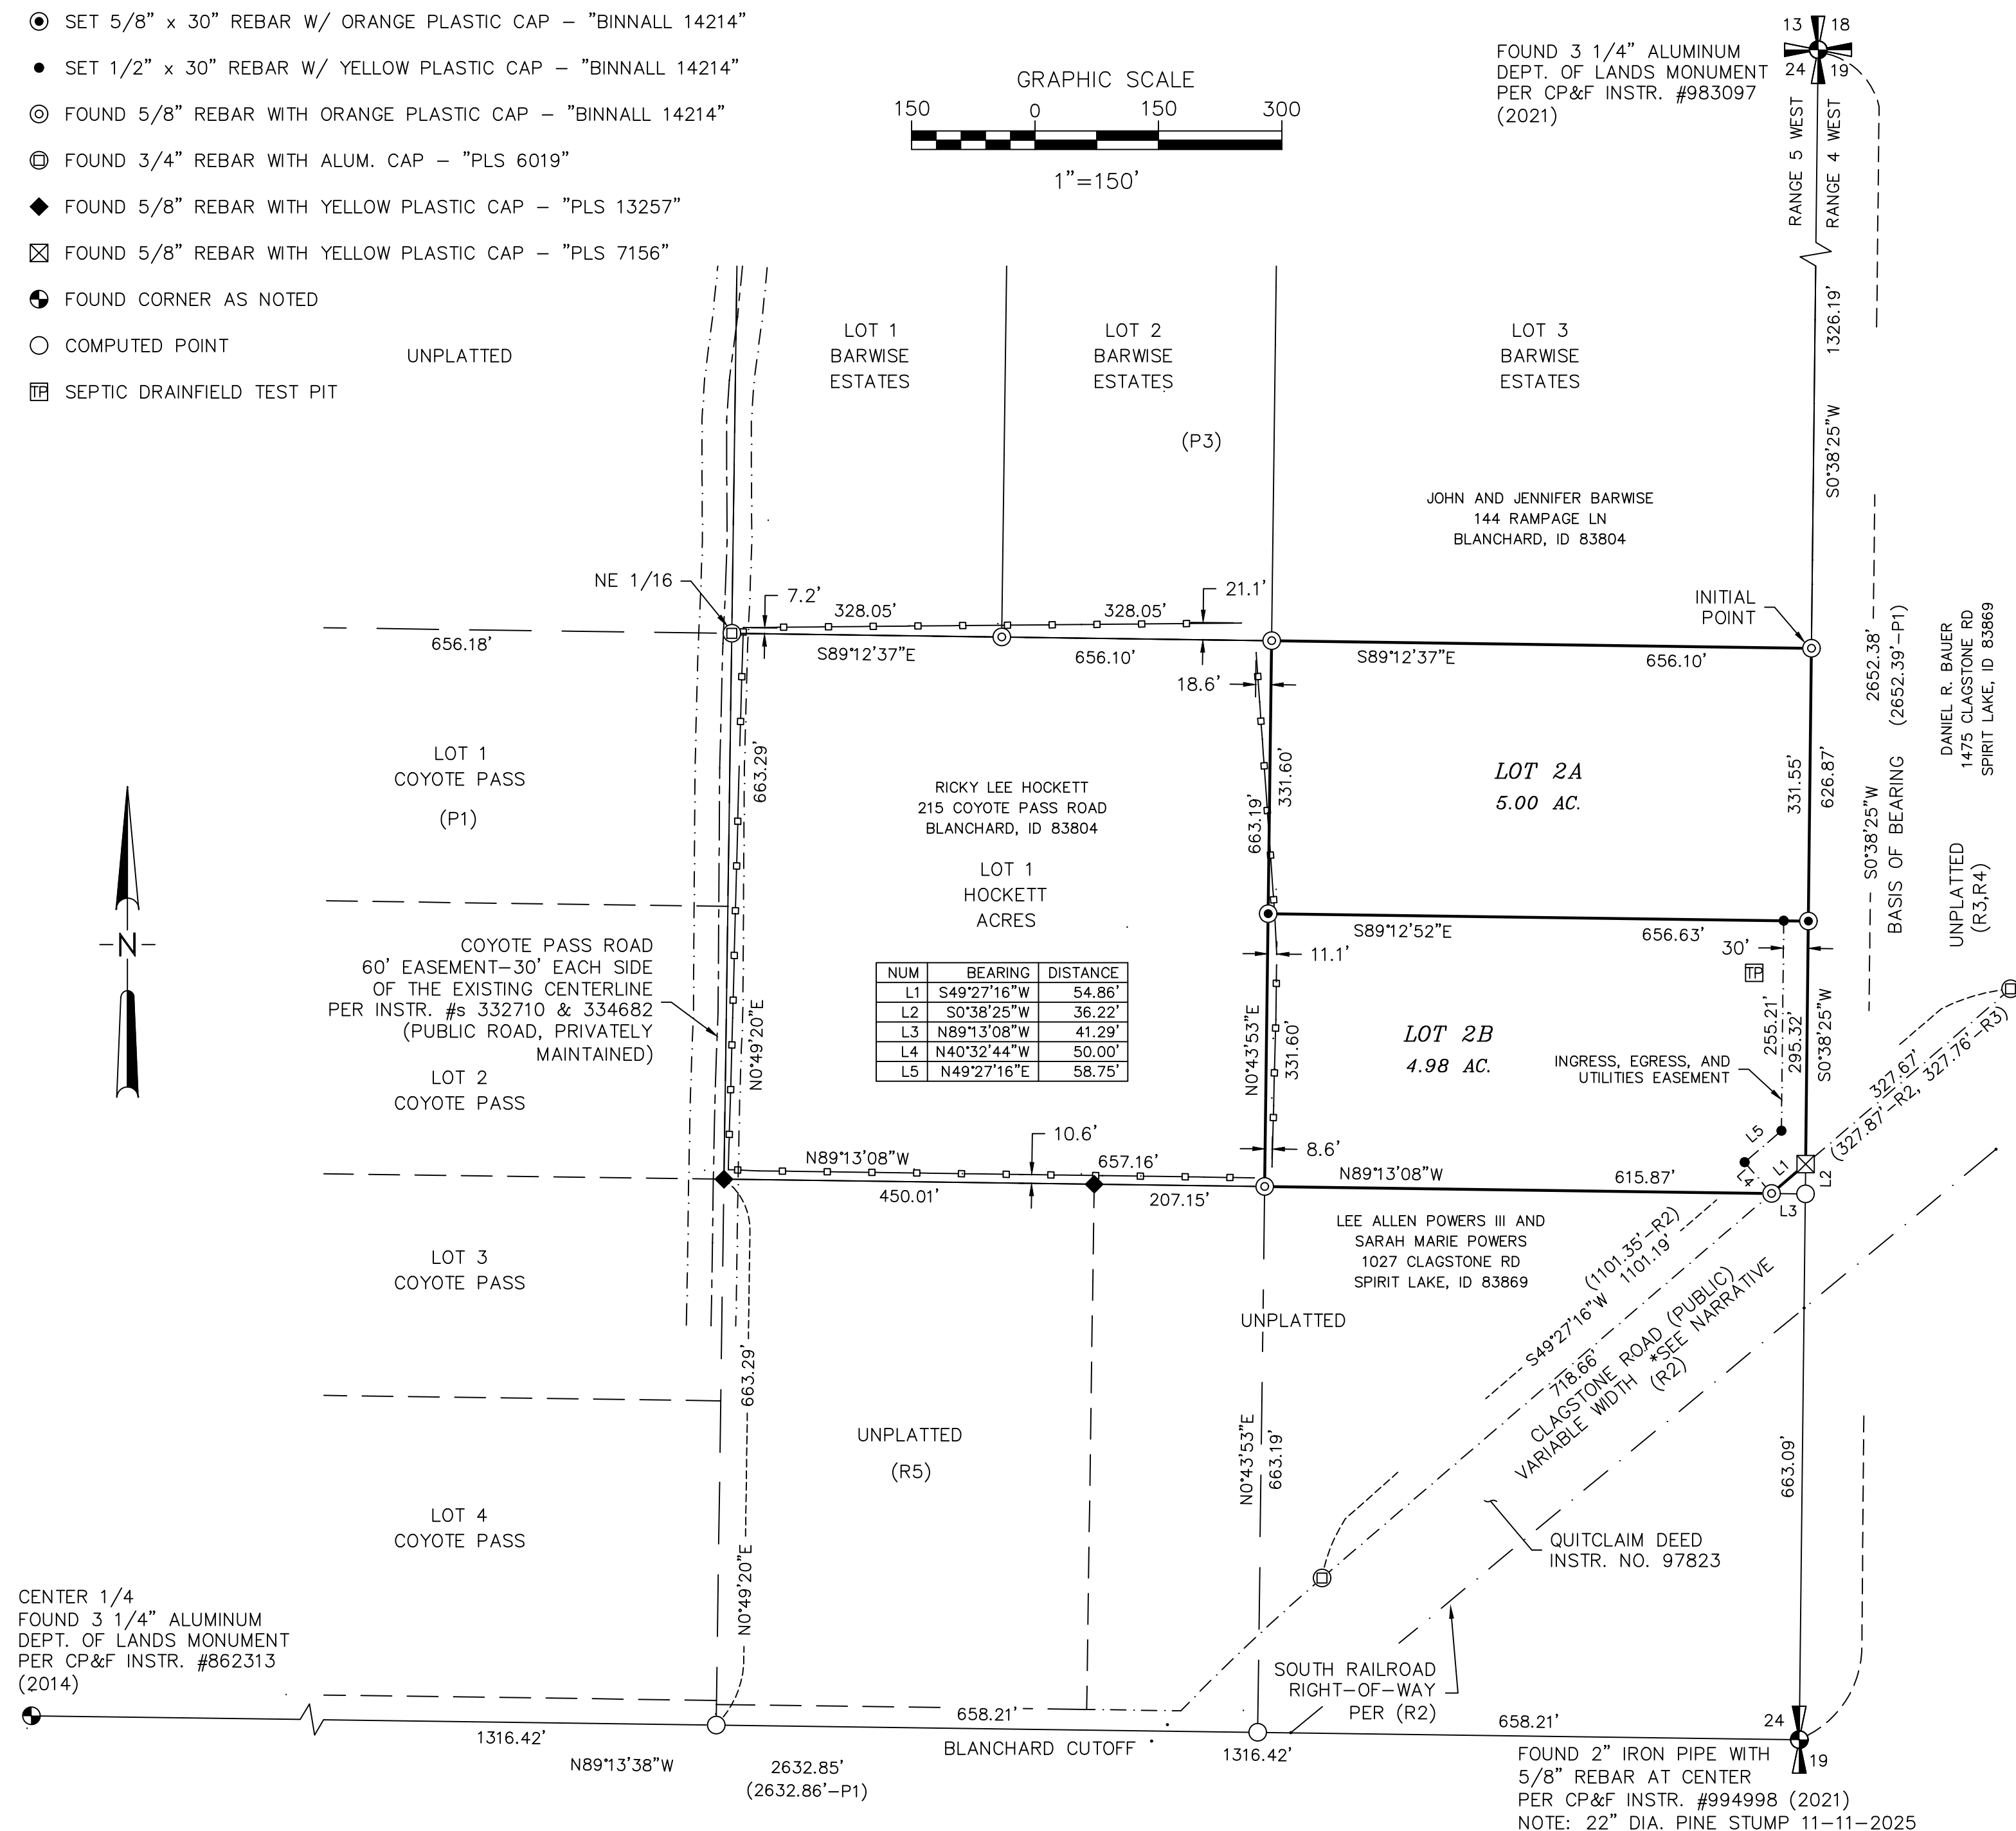 SET 5/8" x 30" REBAR W/ ORANGE PLASTIC CAP – "BINNALL 14214"
SET 1/2" x 30" REBAR W/ YELLOW PLASTIC CAP – "BINNALL 14214"
FOUND 5/8" REBAR WITH ORANGE PLASTIC CAP – "BINNALL 14214"
FOUND 3/4" REBAR WITH ALUM. CAP – "PLS 6019"
FOUND 5/8" REBAR WITH YELLOW PLASTIC CAP – "PLS 13257"
FOUND 5/8" REBAR WITH YELLOW PLASTIC CAP – "PLS 7156"
FOUND CORNER AS NOTED
COMPUTED POINT
TP SEPTIC DRAINFIELD TEST PIT
GRAPHIC SCALE
150 0 150 300
1"=150'
FOUND 3 1/4" ALUMINUM
DEPT. OF LANDS MONUMENT
PER CP&F INSTR. #983097
(2021)
13 18
24 19
RANGE 5 WEST
RANGE 4 WEST
1326.19'
S0°38'25"W
UNPLATTED
LOT 1
BARWISE
ESTATES
LOT 2
BARWISE
ESTATES
(P3)
LOT 3
BARWISE
ESTATES
JOHN AND JENNIFER BARWISE
144 RAMPAGE LN
BLANCHARD, ID 83804
NE 1/16
7.2'
328.05'
328.05'
21.1'
INITIAL
POINT
656.18'
S89°12'37"E
656.10'
S89°12'37"E
656.10'
18.6'
2652.38'
(2652.39'–P1)
S0°38'25"W
BASIS OF BEARING
DANIEL R. BAUER
1475 CLAGSTONE RD
SPIRIT LAKE, ID 83869
UNPLATTED
(R3,R4)
LOT 1
COYOTE PASS
(P1)
663.29'
RICKY LEE HOCKETT
215 COYOTE PASS ROAD
BLANCHARD, ID 83804
LOT 1
HOCKETT
ACRES
663.19'
331.60'
LOT 2A
5.00 AC.
331.55'
626.87'
N
COYOTE PASS ROAD
60' EASEMENT–30' EACH SIDE
OF THE EXISTING CENTERLINE
PER INSTR. #s 332710 & 334682
(PUBLIC ROAD, PRIVATELY
MAINTAINED)
LOT 2
COYOTE PASS
N0°49'20"E
NUM BEARING DISTANCE
L1 S49°27'16"W 54.86'
L2 S0°38'25"W 36.22'
L3 N89°13'08"W 41.29'
L4 N40°32'44"W 50.00'
L5 N49°27'16"E 58.75'
S89°12'52"E
656.63'
11.1'
30'
TP
N0°43'53"E
331.60'
LOT 2B
4.98 AC.
INGRESS, EGRESS, AND
UTILITIES EASEMENT
255.21'
295.32'
S0°38'25"W
327.67'
(327.87'–R2, 327.76'–R3)
L5
L1
L4
L2
L3
10.6'
8.6'
N89°13'08"W
657.16'
450.01'
207.15'
N89°13'08"W
615.87'
LEE ALLEN POWERS III AND
SARAH MARIE POWERS
1027 CLAGSTONE RD
SPIRIT LAKE, ID 83869
UNPLATTED
LOT 3
COYOTE PASS
663.29'
(1101.35'–R2)
1101.19'
S49°27'16"W
718.66'
CLAGSTONE ROAD (PUBLIC)
VARIABLE WIDTH *SEE NARRATIVE
(R2)
UNPLATTED
(R5)
N0°43'53"E
663.19'
663.09'
LOT 4
COYOTE PASS
N0°49'20"E
QUITCLAIM DEED
INSTR. NO. 97823
CENTER 1/4
FOUND 3 1/4" ALUMINUM
DEPT. OF LANDS MONUMENT
PER CP&F INSTR. #862313
(2014)
SOUTH RAILROAD
RIGHT–OF–WAY
PER (R2)
658.21'
658.21'
24
19
1316.42'
BLANCHARD CUTOFF
1316.42'
N89°13'38"W
2632.85'
(2632.86'–P1)
FOUND 2" IRON PIPE WITH
5/8" REBAR AT CENTER
PER CP&F INSTR. #994998 (2021)
NOTE: 22" DIA. PINE STUMP 11–11–2025